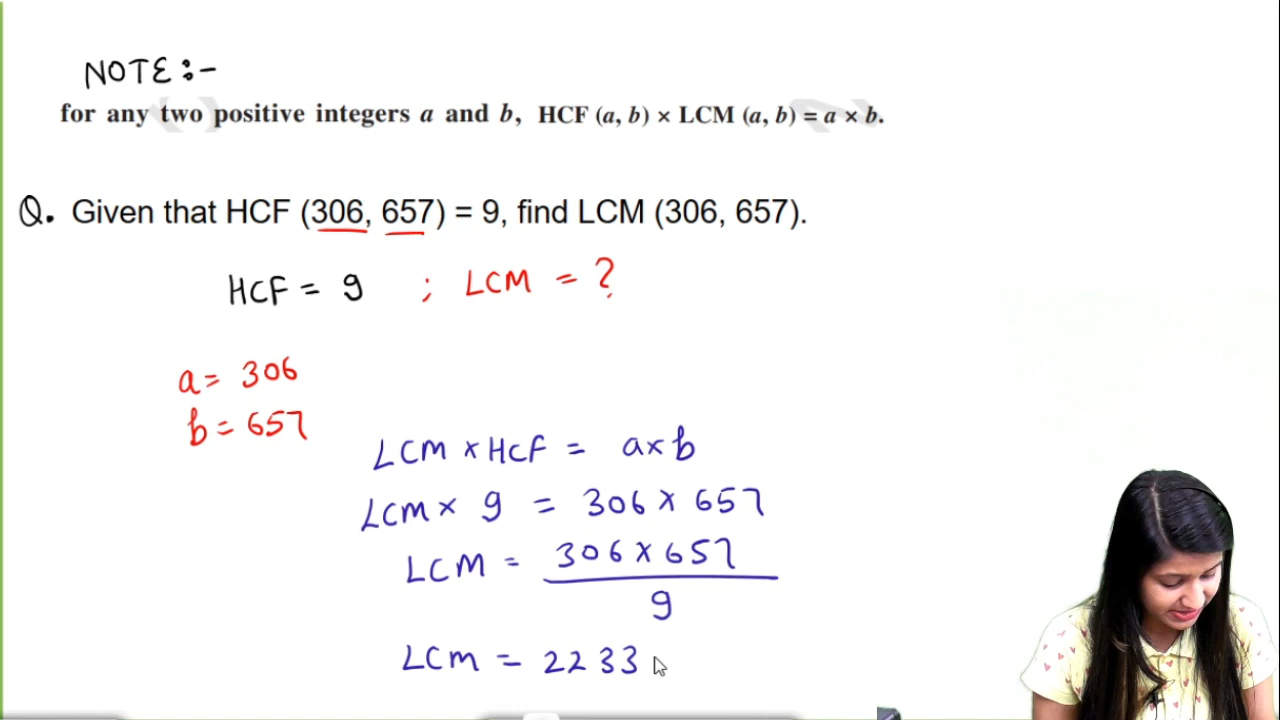 NOTE :-
for any two positive integers a and b, HCF (a, b) × LCM (a, b) = a × b.
Q. Given that HCF (306, 657) = 9, find LCM (306, 657).
HCF = 9 ; LCM = ?
a = 306
b = 657
LCM × HCF = a × b
LCM × 9 = 306 × 657
LCM = 306 × 657
9
LCM = 2233